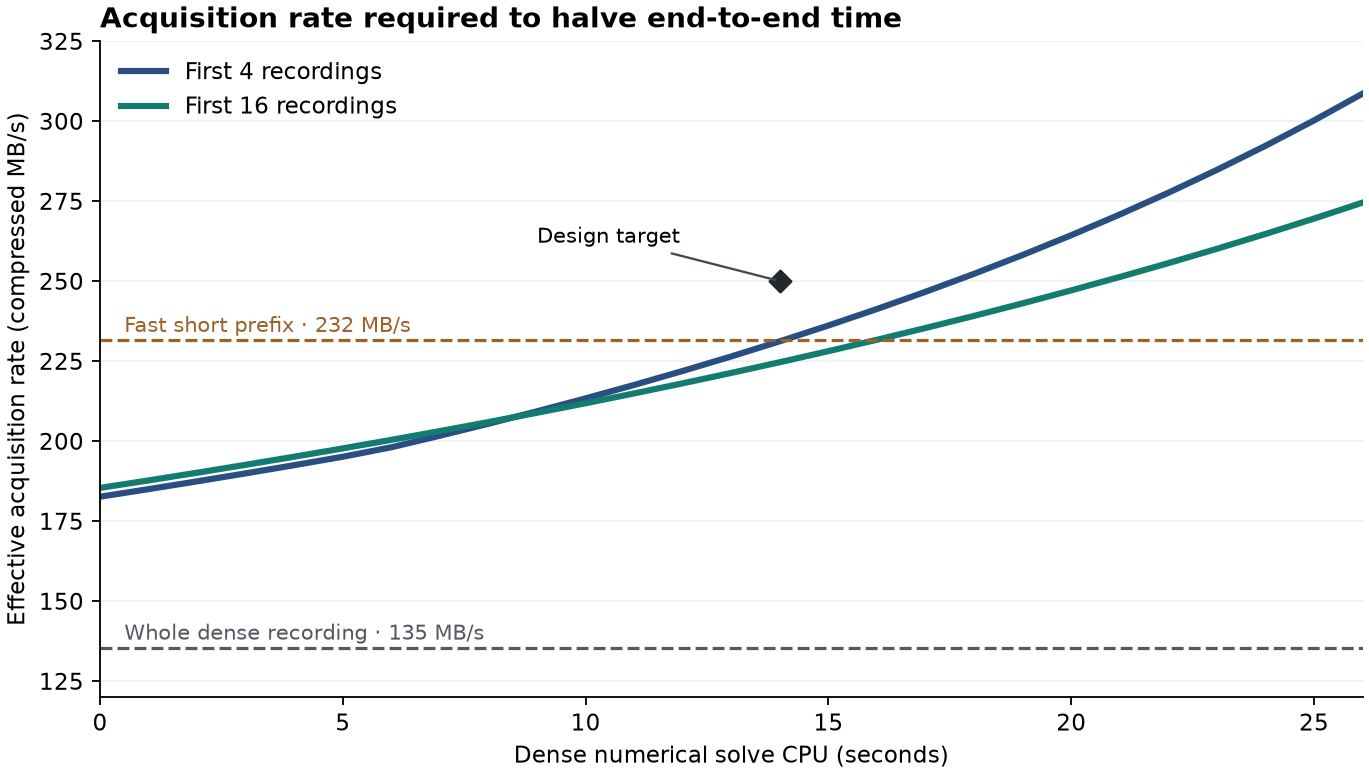 Acquisition rate required to halve end-to-end time
325
300
275
250
225
200
175
150
125
Effective acquisition rate (compressed MB/s)
First 4 recordings
First 16 recordings
Design target
Fast short prefix · 232 MB/s
Whole dense recording · 135 MB/s
0 5 10 15 20 25
Dense numerical solve CPU (seconds)